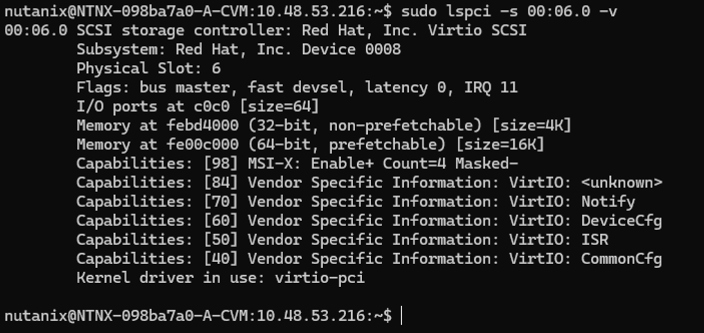 nutanix@NTNX-098ba7a0-A-CVM:10.48.53.216:~$ sudo lspci -s 00:06.0 -v
00:06.0 SCSI storage controller: Red Hat, Inc. Virtio SCSI
Subsystem: Red Hat, Inc. Device 0008
Physical Slot: 6
Flags: bus master, fast devsel, latency 0, IRQ 11
I/O ports at c0c0 [size=64]
Memory at febd4000 (32-bit, non-prefetchable) [size=4K]
Memory at fe00c000 (64-bit, prefetchable) [size=16K]
Capabilities: [98] MSI-X: Enable+ Count=4 Masked-
Capabilities: [84] Vendor Specific Information: VirtIO: <unknown>
Capabilities: [70] Vendor Specific Information: VirtIO: Notify
Capabilities: [60] Vendor Specific Information: VirtIO: DeviceCfg
Capabilities: [50] Vendor Specific Information: VirtIO: ISR
Capabilities: [40] Vendor Specific Information: VirtIO: CommonCfg
Kernel driver in use: virtio-pci
nutanix@NTNX-098ba7a0-A-CVM:10.48.53.216:~$